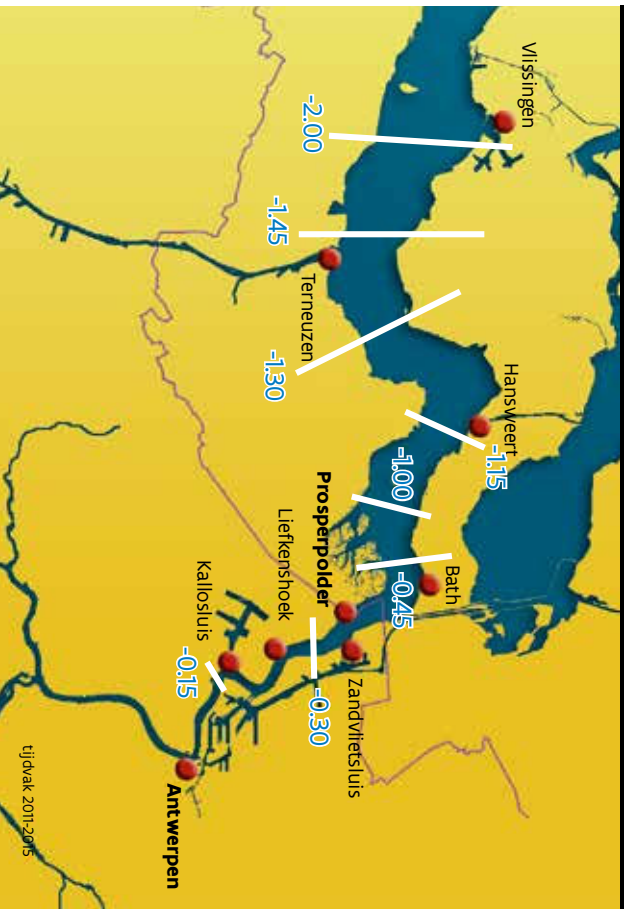 Vlissingen
-2.00
-1.45
Terneuzen
-1.30
Hansweert
-1.15
-1.00
Prosperpolder
Liefkenshoek
Kallosluis
Bath
-0.45
-0.15
-0.30
Zandvlietsluis
Antwerpen
tijdvak 2011-2015